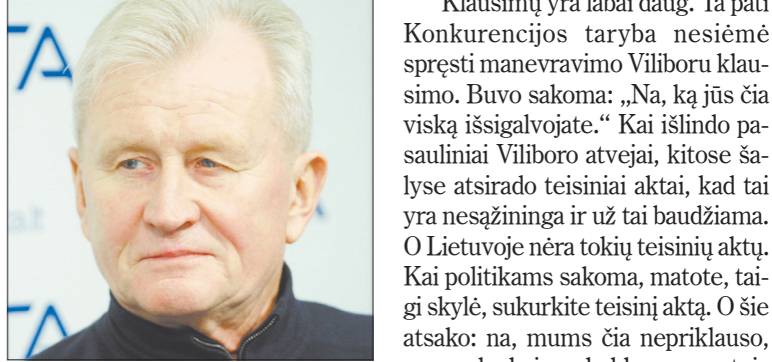 TA
Klausimų yra labai daug. Ta pati
Konkurencijos taryba nesiėmė
spręsti manevravimo Viliboru klau-
simo. Buvo sakoma: „Na, ką jūs čia
viską išsigalvojate.“ Kai išlindo pa-
sauliniai Viliboro atvejai, kitose ša-
lyse atsirado teisiniai aktai, kad tai
yra nesąžininga ir už tai baudžiama.
O Lietuvoje nėra tokių teisinių aktų.
Kai politikams sakoma, matote, tai-
gi skylė, sukurkite teisinį aktą. O šie
atsako: na, mums čia nepriklauso,